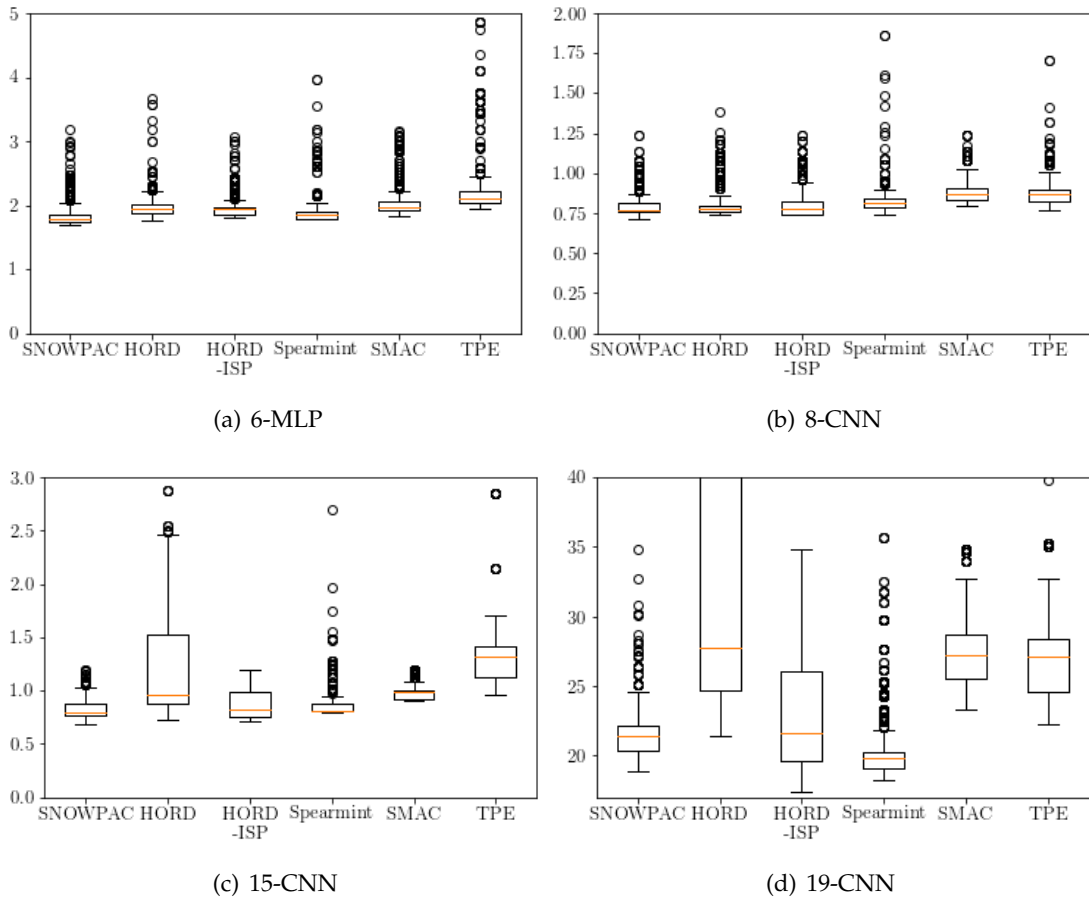 5
4
3
2
1
0
SNOWPAC HORD HORD Spearmint SMAC TPE
-ISP
(a) 6-MLP
2.00
1.75
1.50
1.25
1.00
0.75
0.50
0.25
0.00
SNOWPAC HORD HORD Spearmint SMAC TPE
-ISP
(b) 8-CNN
3.0
2.5
2.0
1.5
1.0
0.5
0.0
SNOWPAC HORD HORD Spearmint SMAC TPE
-ISP
(c) 15-CNN
40
35
30
25
20
SNOWPAC HORD HORD Spearmint SMAC TPE
-ISP
(d) 19-CNN